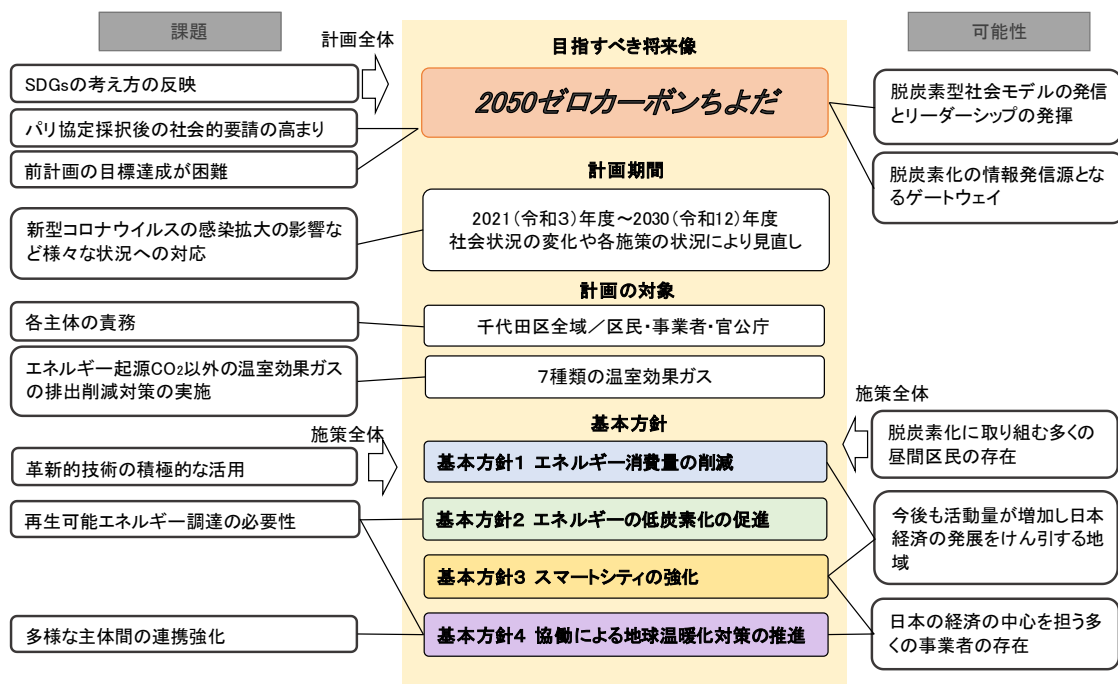 課題
計画全体
SDGsの考え方の反映
パリ協定採択後の社会的要請の高まり
前計画の目標達成が困難
新型コロナウイルスの感染拡大の影響な
ど様々な状況への対応
各主体の責務
エネルギー起源CO₂以外の温室効果ガス
の排出削減対策の実施
施策全体
革新的技術の積極的な活用
再生可能エネルギー調達の必要性
多様な主体間の連携強化
目指すべき将来像
2050ゼロカーボンちよだ
計画期間
2021(令和3)年度~2030(令和12)年度
社会状況の変化や各施策の状況により見直し
計画の対象
千代田区全域/区民・事業者・官公庁
7種類の温室効果ガス
基本方針
基本方針1 エネルギー消費量の削減
基本方針2 エネルギーの低炭素化の促進
基本方針3 スマートシティの強化
基本方針4 協働による地球温暖化対策の推進
可能性
脱炭素型社会モデルの発信
とリーダーシップの発揮
脱炭素化の情報発信源とな
るゲートウェイ
施策全体
脱炭素化に取り組む多くの
昼間区民の存在
今後も活動量が増加し日本
経済の発展をけん引する地
域
日本の経済の中心を担う多
くの事業者の存在